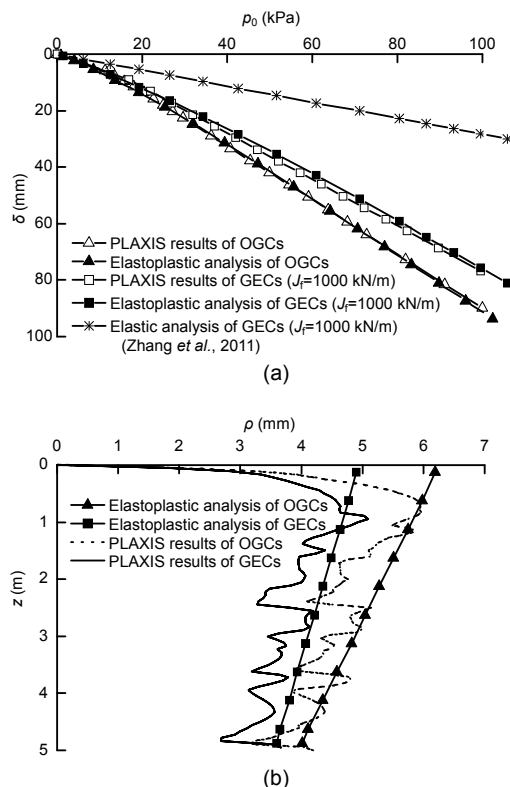 p₀ (kPa)
0 20 40 60 80 100
0
20
40
60
80
100
δ (mm)
PLAXIS results of OGCs
Elastoplastic analysis of OGCs
PLAXIS results of GECs (Jf=1000 kN/m)
Elastoplastic analysis of GECs (Jf=1000 kN/m)
Elastic analysis of GECs (Jf=1000 kN/m)
(Zhang et al., 2011)
(a)
ρ (mm)
0 1 2 3 4 5 6 7
0
1
2
3
4
5
z (m)
Elastoplastic analysis of OGCs
Elastoplastic analysis of GECs
PLAXIS results of OGCs
PLAXIS results of GECs
(b)